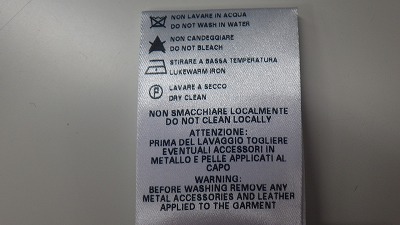 NON LAVARE IN ACQUA
DO NOT WASH IN WATER
NON CANDEGGIARE
DO NOT BLEACH
STIRARE A BASSA TEMPERATURA
LUKEWARM IRON
P
LAVARE A SECCO
DRY CLEAN
NON SMACCHIARE LOCALMENTE
DO NOT CLEAN LOCALLY
ATTENZIONE:
PRIMA DEL LAVAGGIO TOGLIERE
EVENTUALI ACCESSORI IN
METALLO E PELLE APPLICATI AL
CAPO
WARNING:
BEFORE WASHING REMOVE ANY
METAL ACCESSORIES AND LEATHER
APPLIED TO THE GARMENT